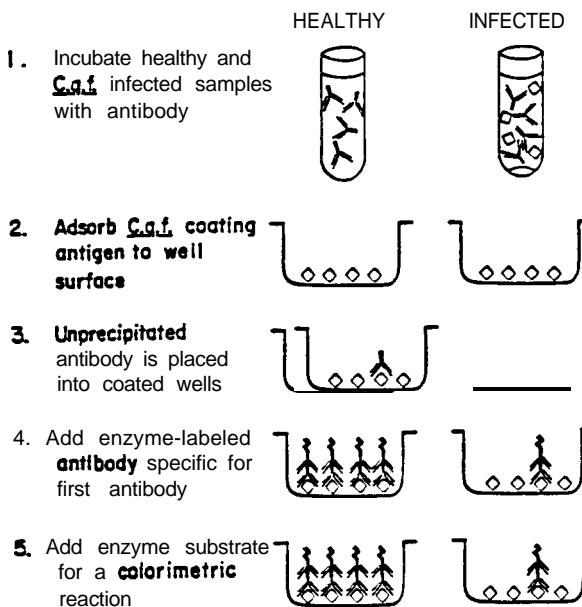 HEALTHY INFECTED
1. Incubate healthy and
C.a.f. infected samples
with antibody
2. Adsorb C.a.f. coating
antigen to well
surface
3. Unprecipitated
antibody is placed
into coated wells
4. Add enzyme-labeled
antibody specific for
first antibody
5. Add enzyme substrate
for a colorimetric
reaction